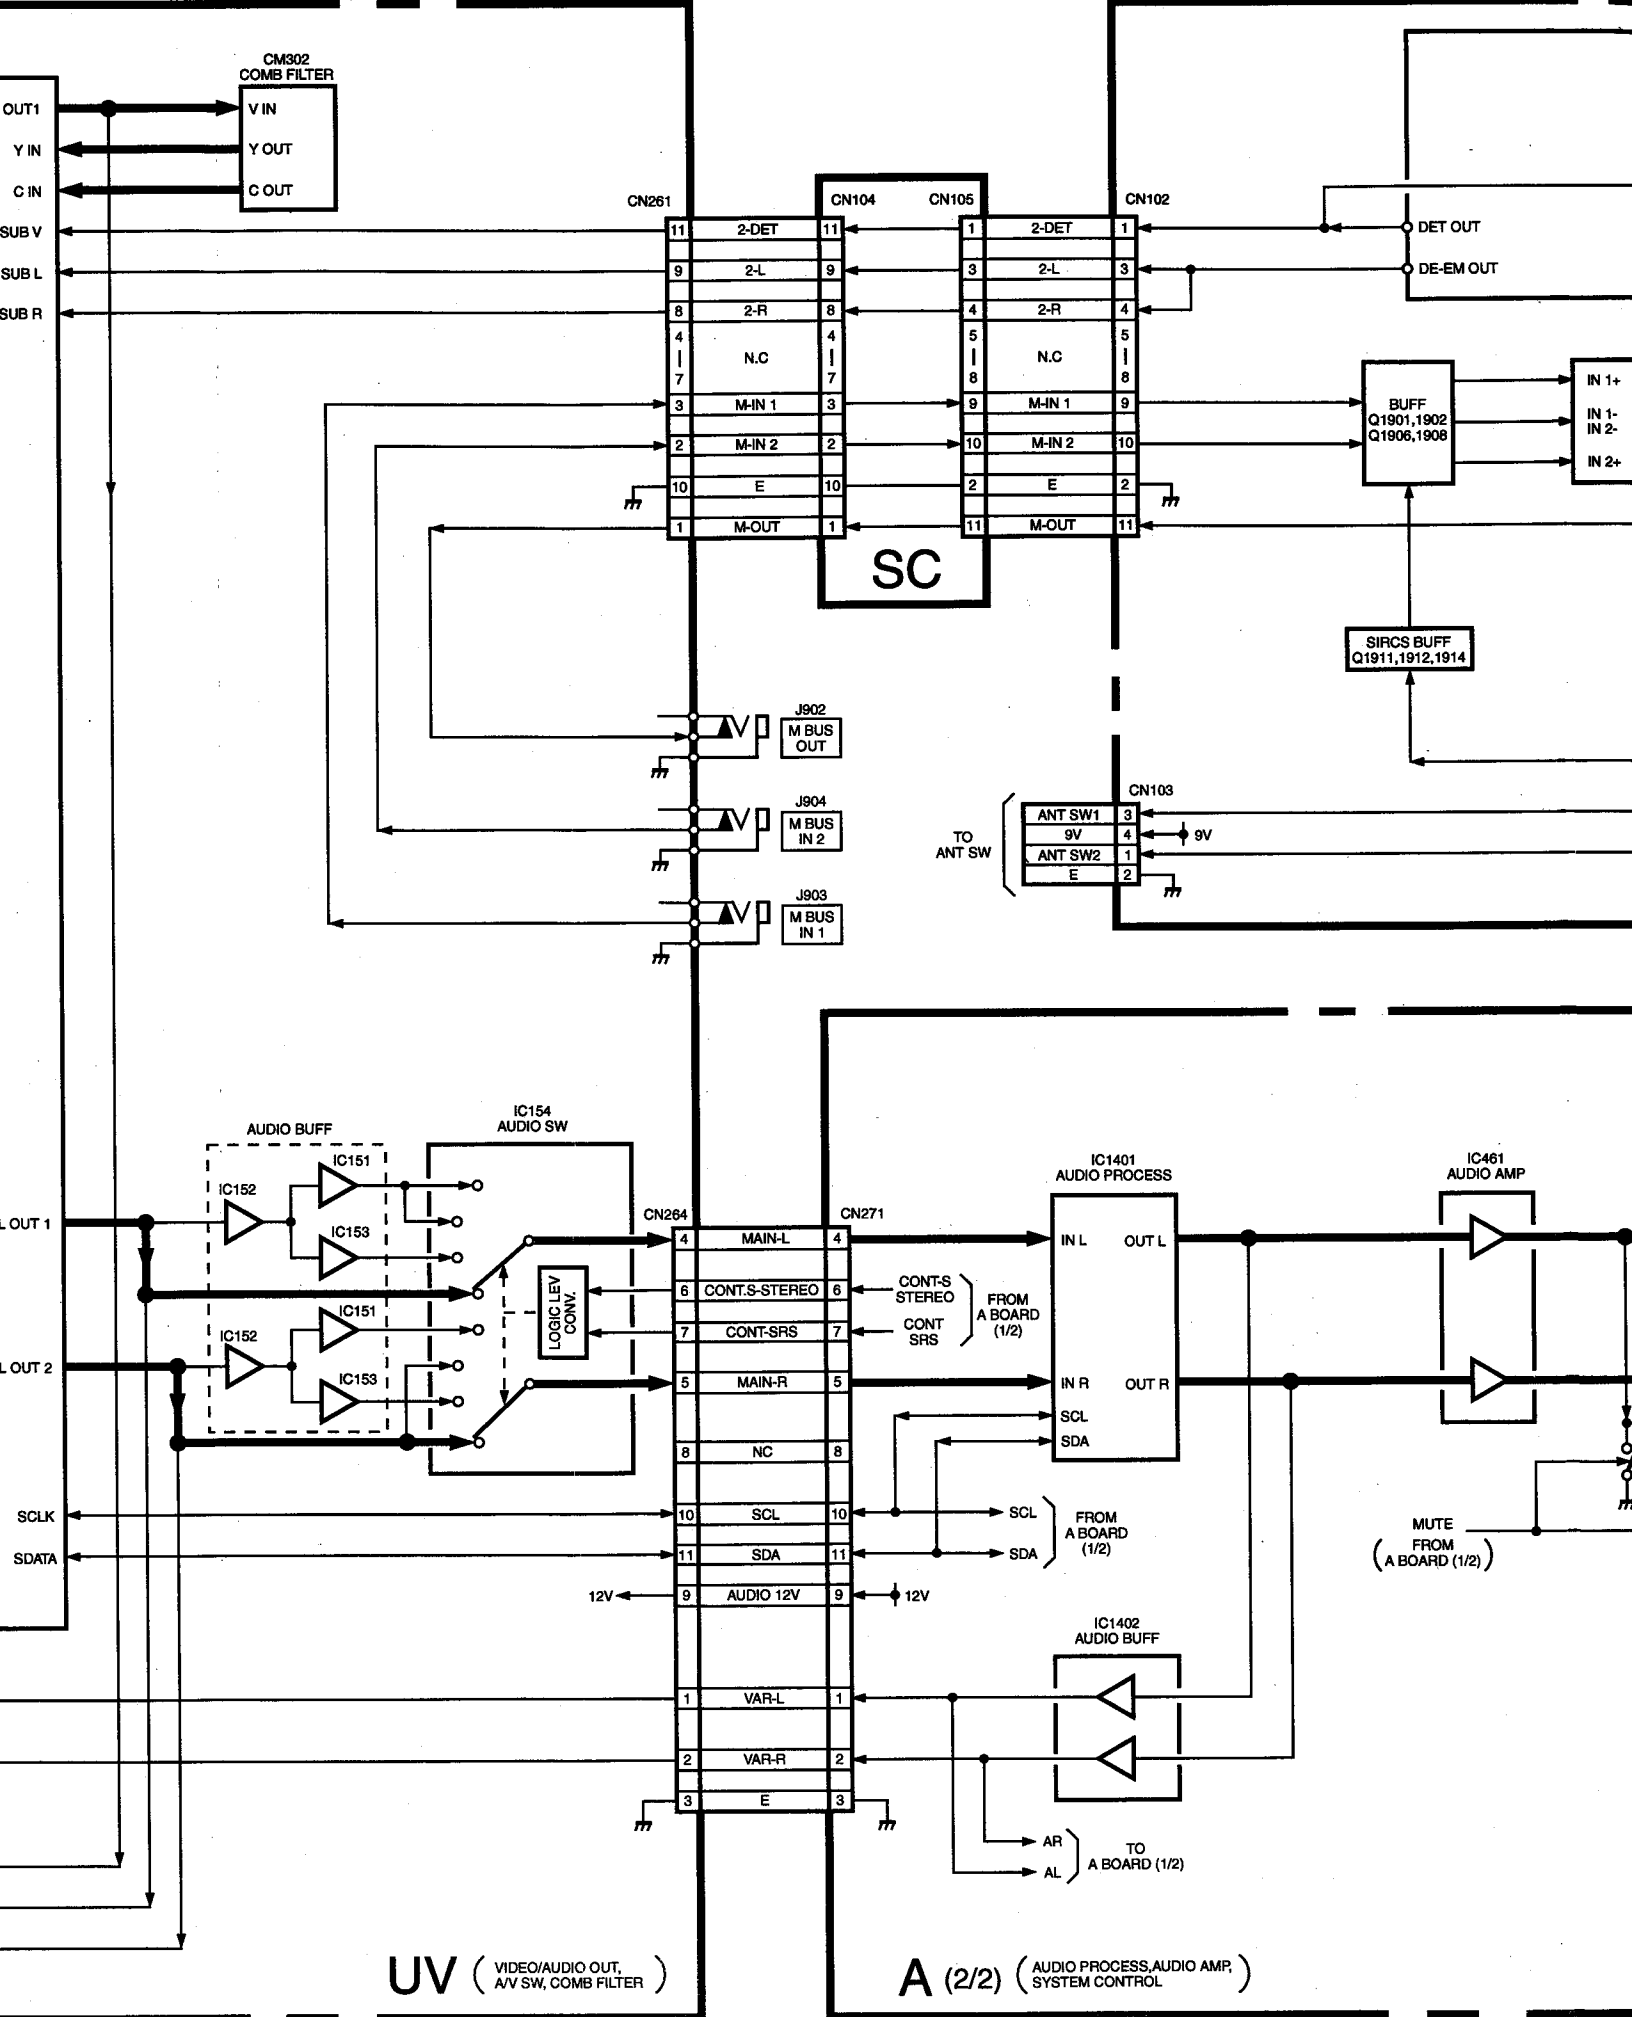 CM302
COMB FILTER
OUT1
V IN
Y IN
Y OUT
C IN
C OUT
SUB V
SUB L
SUB R
CN261
CN104
CN105
CN102
11 2-DET 11
1 2-DET 1
9 2-L 9
3 2-L 3
8 2-R 8
4 2-R 4
4 4
N.C
7 7
5 5
N.C
8 8
3 M-IN 1 3
9 M-IN 1 9
2 M-IN 2 2
10 M-IN 2 10
10 E 10
2 E 2
1 M-OUT 1
11 M-OUT 11
SC
DET OUT
DE-EM OUT
BUFF
Q1901,1902
Q1906,1908
IN 1+
IN 1-
IN 2-
IN 2+
SIRCS BUFF
Q1911,1912,1914
J902
M BUS
OUT
J904
M BUS
IN 2
J903
M BUS
IN 1
CN103
TO
ANT SW
ANT SW1 3
9V 4
9V
ANT SW2 1
E 2
AUDIO BUFF
IC154
AUDIO SW
IC151
IC152
IC153
L OUT 1
IC151
IC152
IC153
L OUT 2
LOGIC LEV
CONV.
SCLK
SDATA
CN264
CN271
4 MAIN-L 4
6 CONT.S-STEREO 6
7 CONT-SRS 7
5 MAIN-R 5
8 NC 8
10 SCL 10
11 SDA 11
12V
9 AUDIO 12V 9
12V
1 VAR-L 1
2 VAR-R 2
3 E 3
CONT-S
STEREO
CONT
SRS
FROM
A BOARD
(1/2)
IC1401
AUDIO PROCESS
IN L
OUT L
IN R
OUT R
SCL
SDA
IC461
AUDIO AMP
SCL
SDA
FROM
A BOARD
(1/2)
MUTE
FROM
A BOARD (1/2)
IC1402
AUDIO BUFF
AR
AL
TO
A BOARD (1/2)
UV
VIDEO/AUDIO OUT,
A/V SW, COMB FILTER
A (2/2)
AUDIO PROCESS,AUDIO AMP,
SYSTEM CONTROL